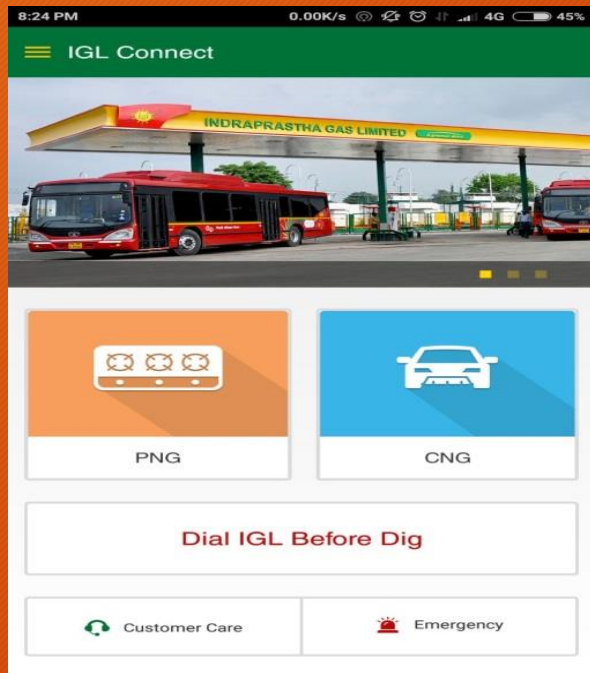 8:24 PM 0.00K/s 4G 45%
IGL Connect
INDRAPRASTHA GAS LIMITED
PNG CNG
Dial IGL Before Dig
Customer Care Emergency